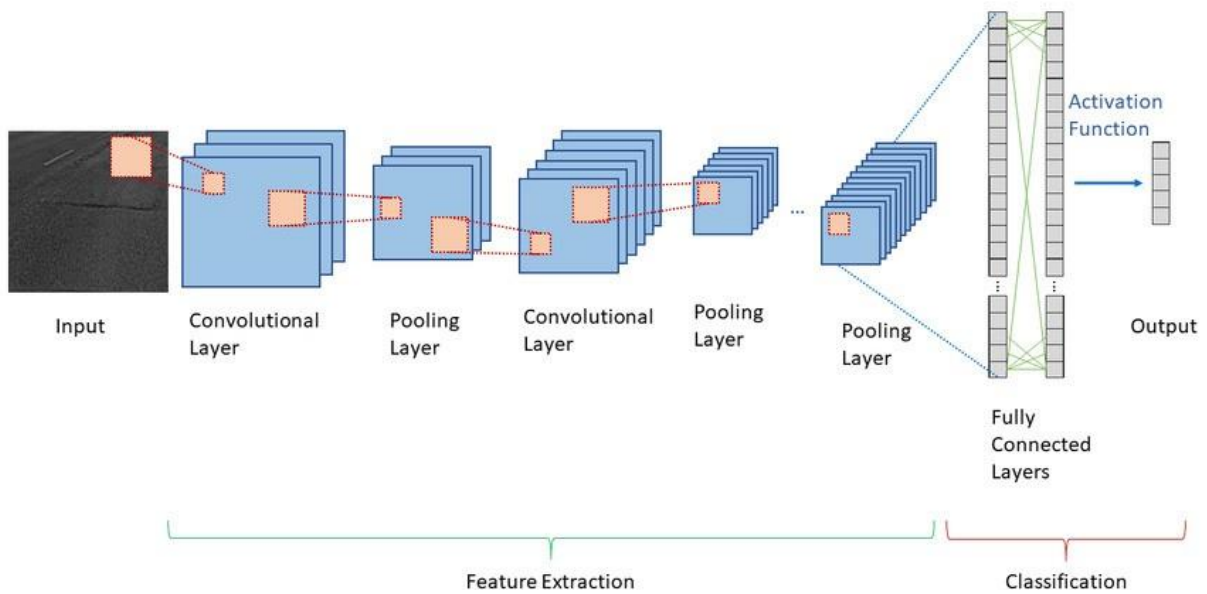 Activation
Function
Input
Convolutional
Layer
Pooling
Layer
Convolutional
Layer
Pooling
Layer
...
Pooling
Layer
Output
Fully
Connected
Layers
Feature Extraction
Classification